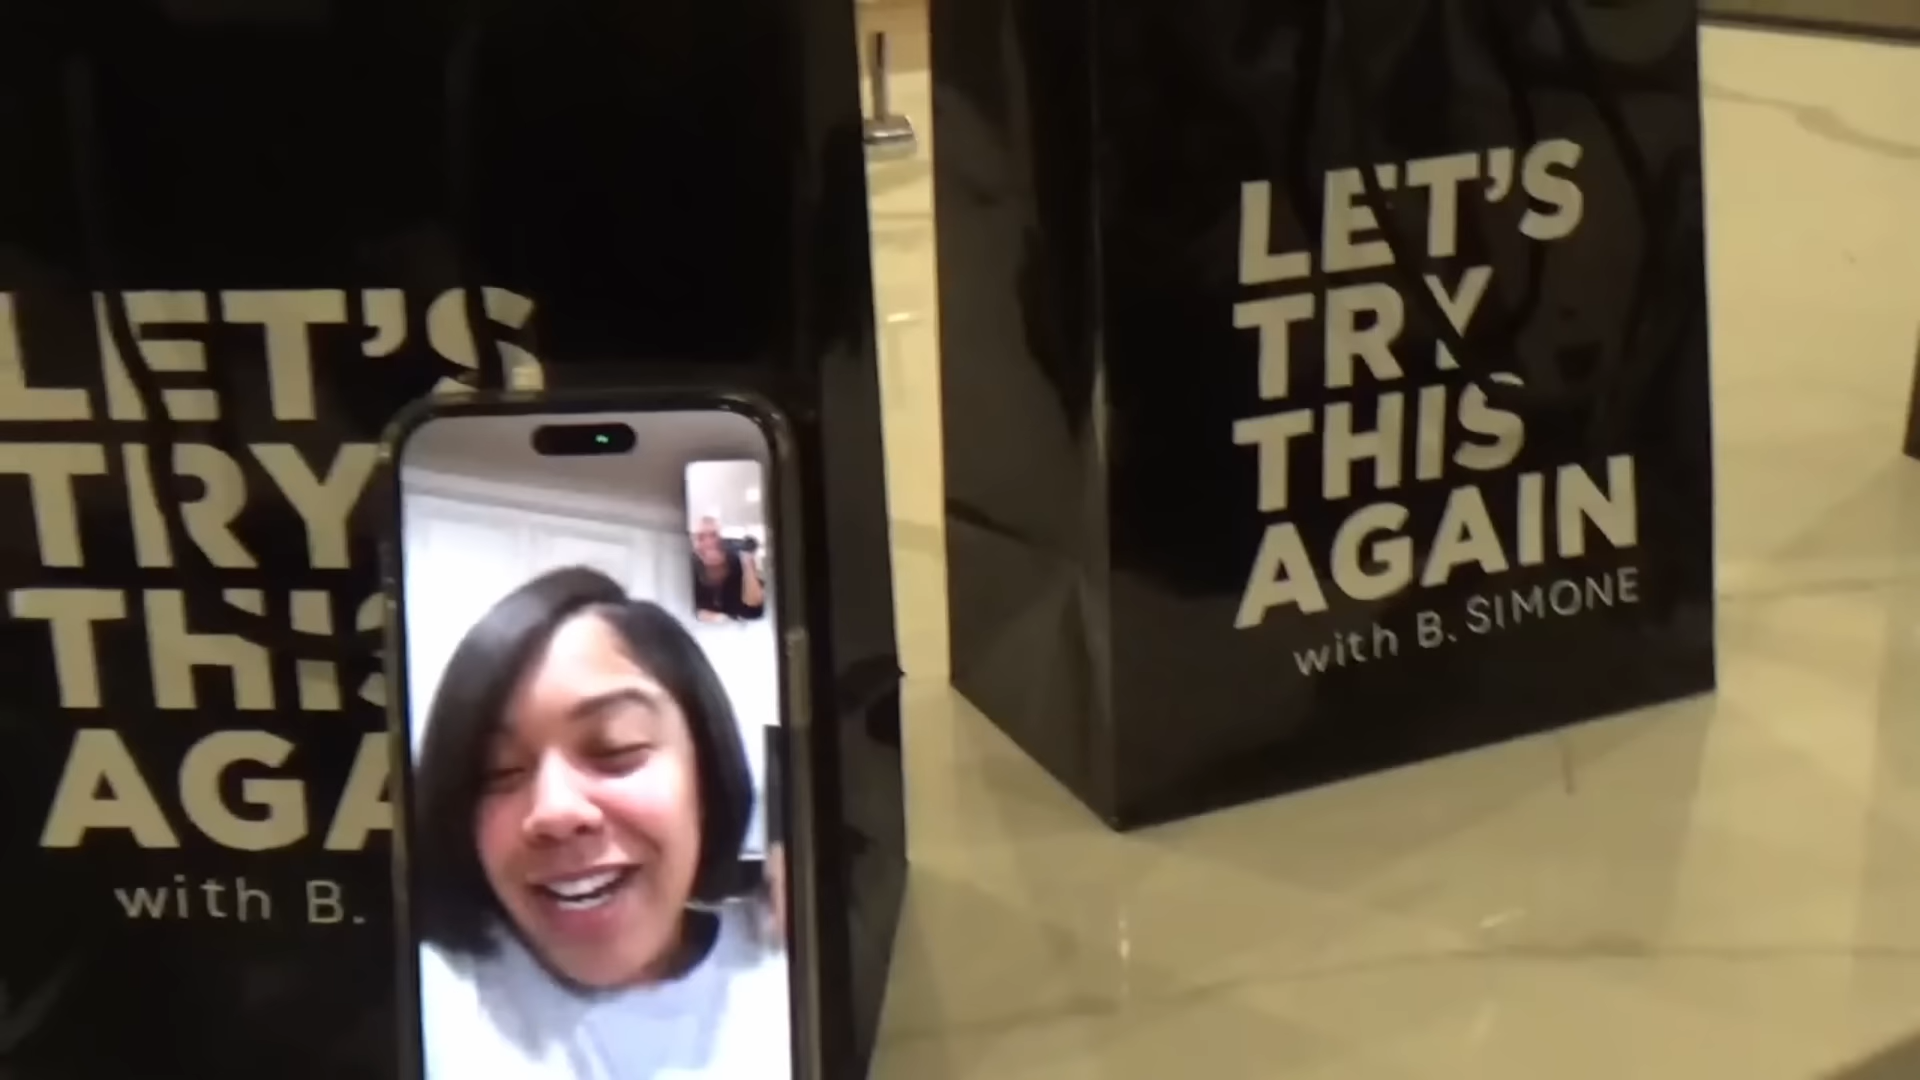 LET'S
TRY
THIS
AGA
with B.
LET'S
TRY
THIS
AGAIN
with B. SIMONE